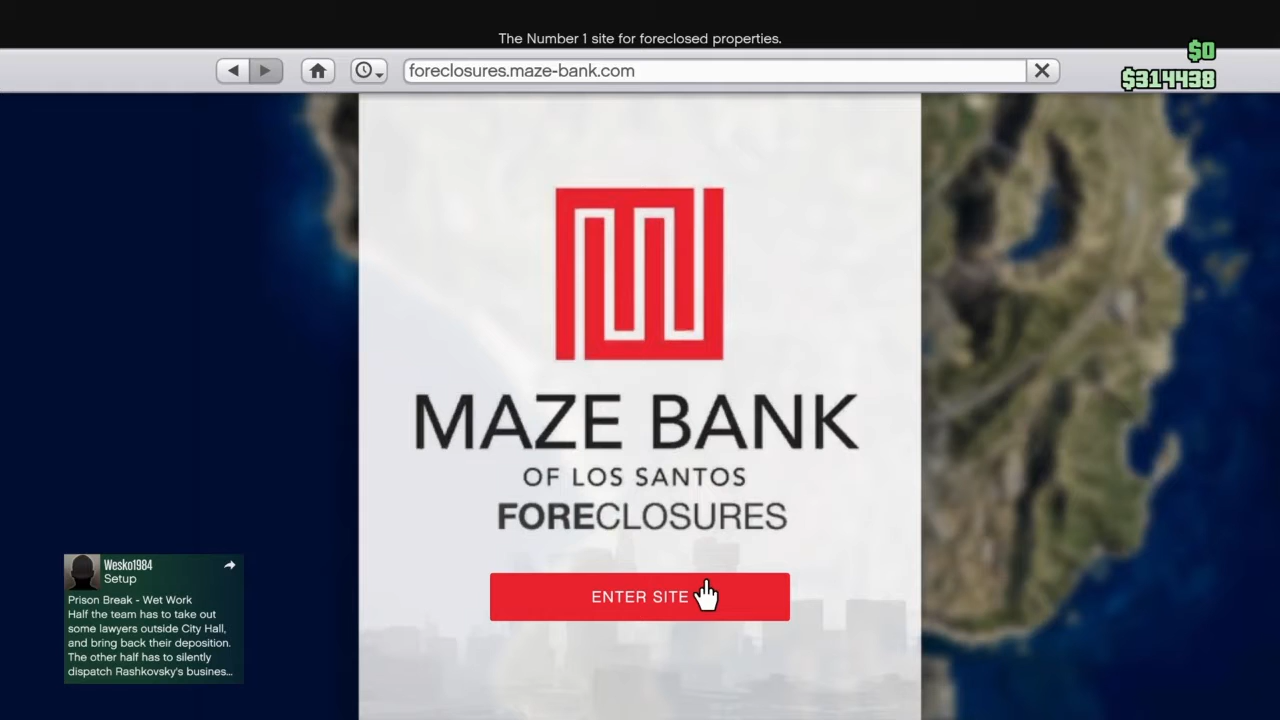 The Number 1 site for foreclosed properties.
$0
foreclosures.maze-bank.com
$314438
MAZE BANK
OF LOS SANTOS
FORECLOSURES
ENTER SITE
Wesko1984
Setup
Prison Break - Wet Work
Half the team has to take out
some lawyers outside City Hall,
and bring back their deposition.
The other half has to silently
dispatch Rashkovsky's busines...